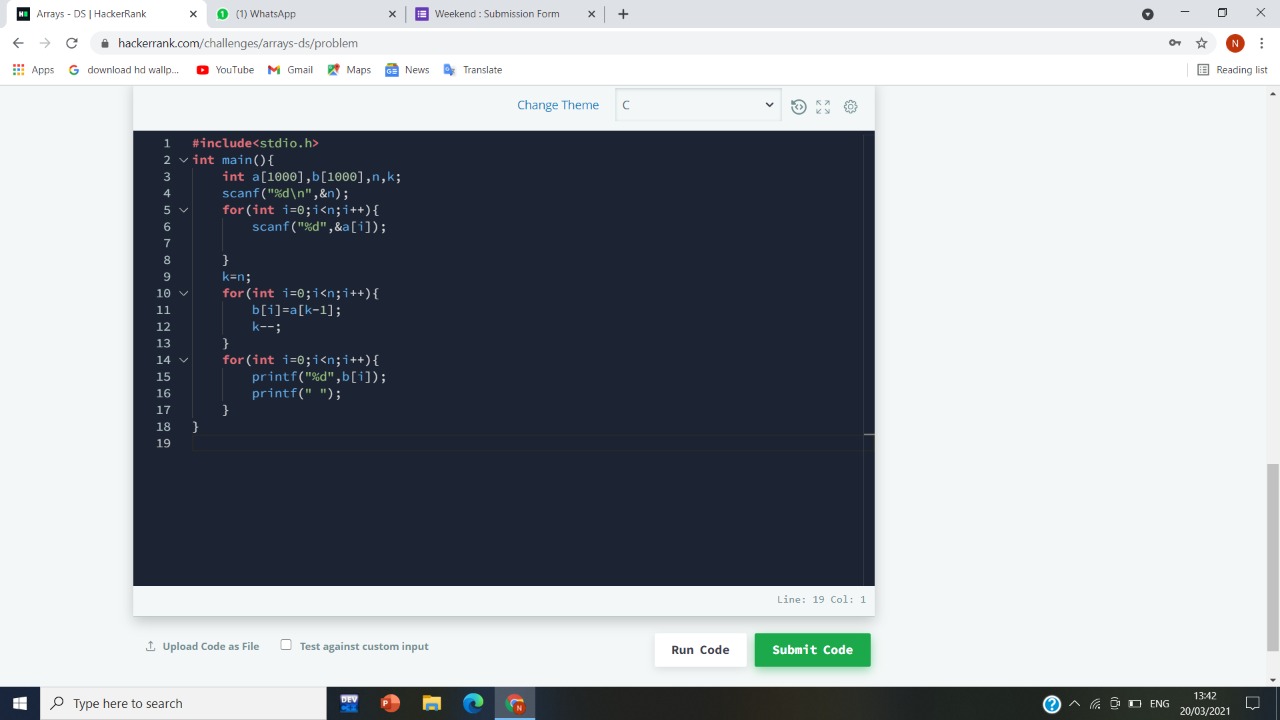 Arrays - DS | HackerRank
(1) WhatsApp
Weekend : Submission Form
hackerrank.com/challenges/arrays-ds/problem
N
Apps
download hd wallp...
YouTube
Gmail
Maps
News
Translate
Reading list
Change Theme
C
1 #include<stdio.h>
2 int main(){
3 int a[1000],b[1000],n,k;
4 scanf("%d\n",&n);
5 for(int i=0;i<n;i++){
6 scanf("%d",&a[i]);
7
8 }
9 k=n;
10 for(int i=0;i<n;i++){
11 b[i]=a[k-1];
12 k--;
13 }
14 for(int i=0;i<n;i++){
15 printf("%d",b[i]);
16 printf(" ");
17 }
18 }
19
Line: 19 Col: 1
Upload Code as File
Test against custom input
Run Code
Submit Code
Type here to search
DEV
ENG
13:42
20/03/2021